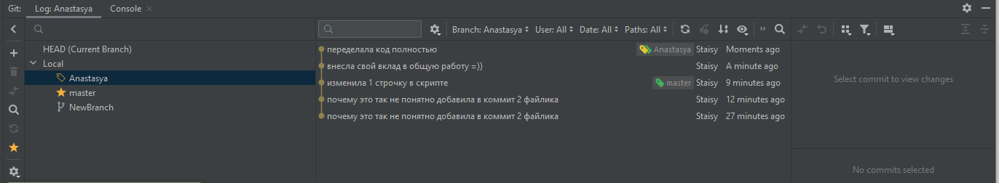 Git: Log: Anastasya Console
Branch: Anastasya User: All Date: All Paths: All
HEAD (Current Branch)
Local
Anastasya
master
NewBranch
переделала код полностью Anastasya Staisy Moments ago
внесла свой вклад в общую работу =)) Staisy A minute ago
изменила 1 строчку в скрипте master Staisy 9 minutes ago
почему это так не понятно добавила в коммит 2 файлика Staisy 12 minutes ago
почему это так не понятно добавила в коммит 2 файлика Staisy 27 minutes ago
Select commit to view changes
No commits selected